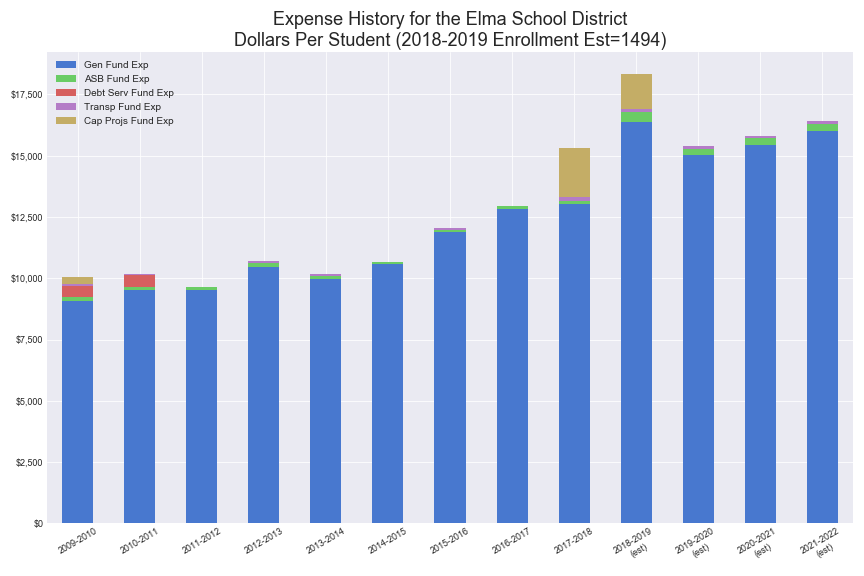 Expense History for the Elma School District
Dollars Per Student (2018-2019 Enrollment Est=1494)
Gen Fund Exp
ASB Fund Exp
Debt Serv Fund Exp
Transp Fund Exp
Cap Projs Fund Exp
$17,500
$15,000
$12,500
$10,000
$7,500
$5,000
$2,500
$0
2009-2010
2010-2011
2011-2012
2012-2013
2013-2014
2014-2015
2015-2016
2016-2017
2017-2018
2018-2019
(est)
2019-2020
(est)
2020-2021
(est)
2021-2022
(est)